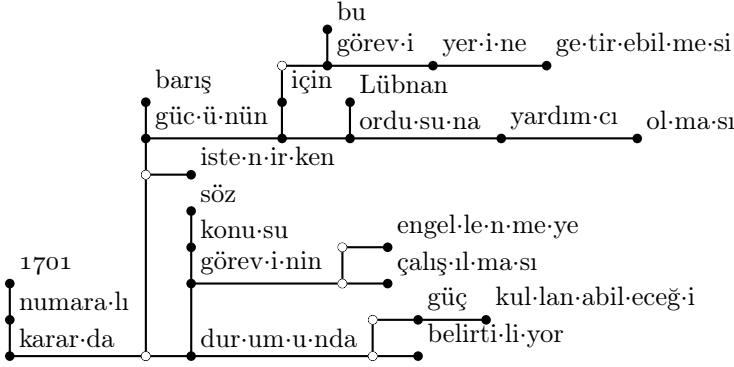 bu
görev·i yer·i·ne ge·tir·ebil·me·si
barış için Lübnan
güc·ü·nün ordu·su·na yardım·cı ol·ma·sı
iste·n·ir·ken
söz
konu·su engel·le·n·me·ye
1701 görev·i·nin çalış·ıl·ma·sı
numara·lı güç kul·lan·abil·eceğ·i
karar·da dur·um·u·nda belirti·li·yor